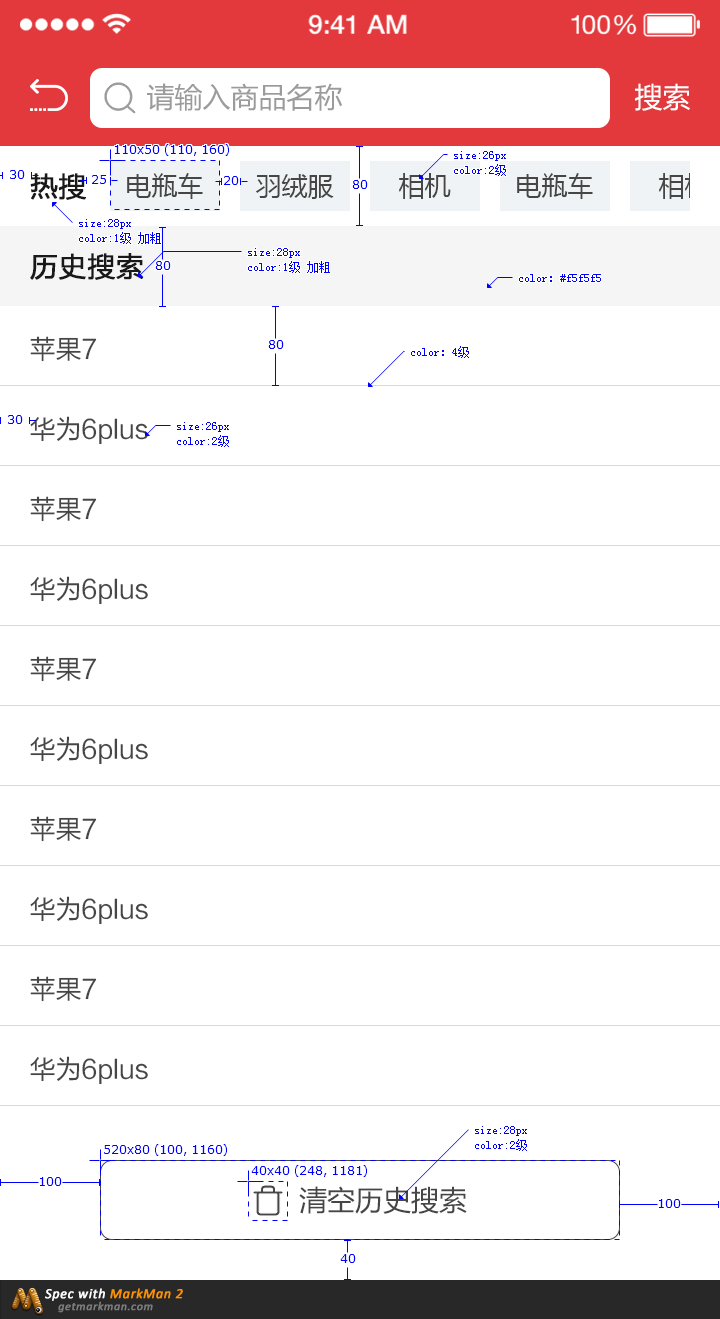 9:41 AM 100%
请输入商品名称 搜索
110x50 (110, 160)
size:26px
color:2级
30 热搜 25 电瓶车 20 羽绒服 80 相机 电瓶车 相机
size:28px
color:1级 加粗
历史搜索 80
size:28px
color:1级 加粗
color: #f5f5f5
苹果7
80
color: 4级
30 华为6plus
size:26px
color:2级
苹果7
华为6plus
苹果7
华为6plus
苹果7
华为6plus
苹果7
华为6plus
size:28px
color:2级
520x80 (100, 1160)
40x40 (248, 1181)
100 清空历史搜索 100
40
Spec with MarkMan 2
getmarkman.com